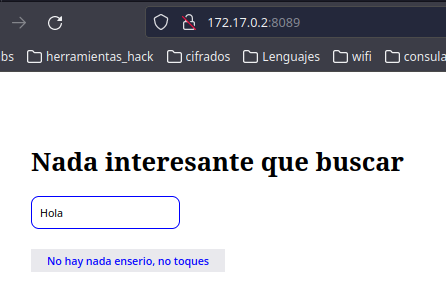 172.17.0.2:8089
bs herramientas_hack cifrados Lenguajes wifi consula
Nada interesante que buscar
Hola
No hay nada enserio, no toques